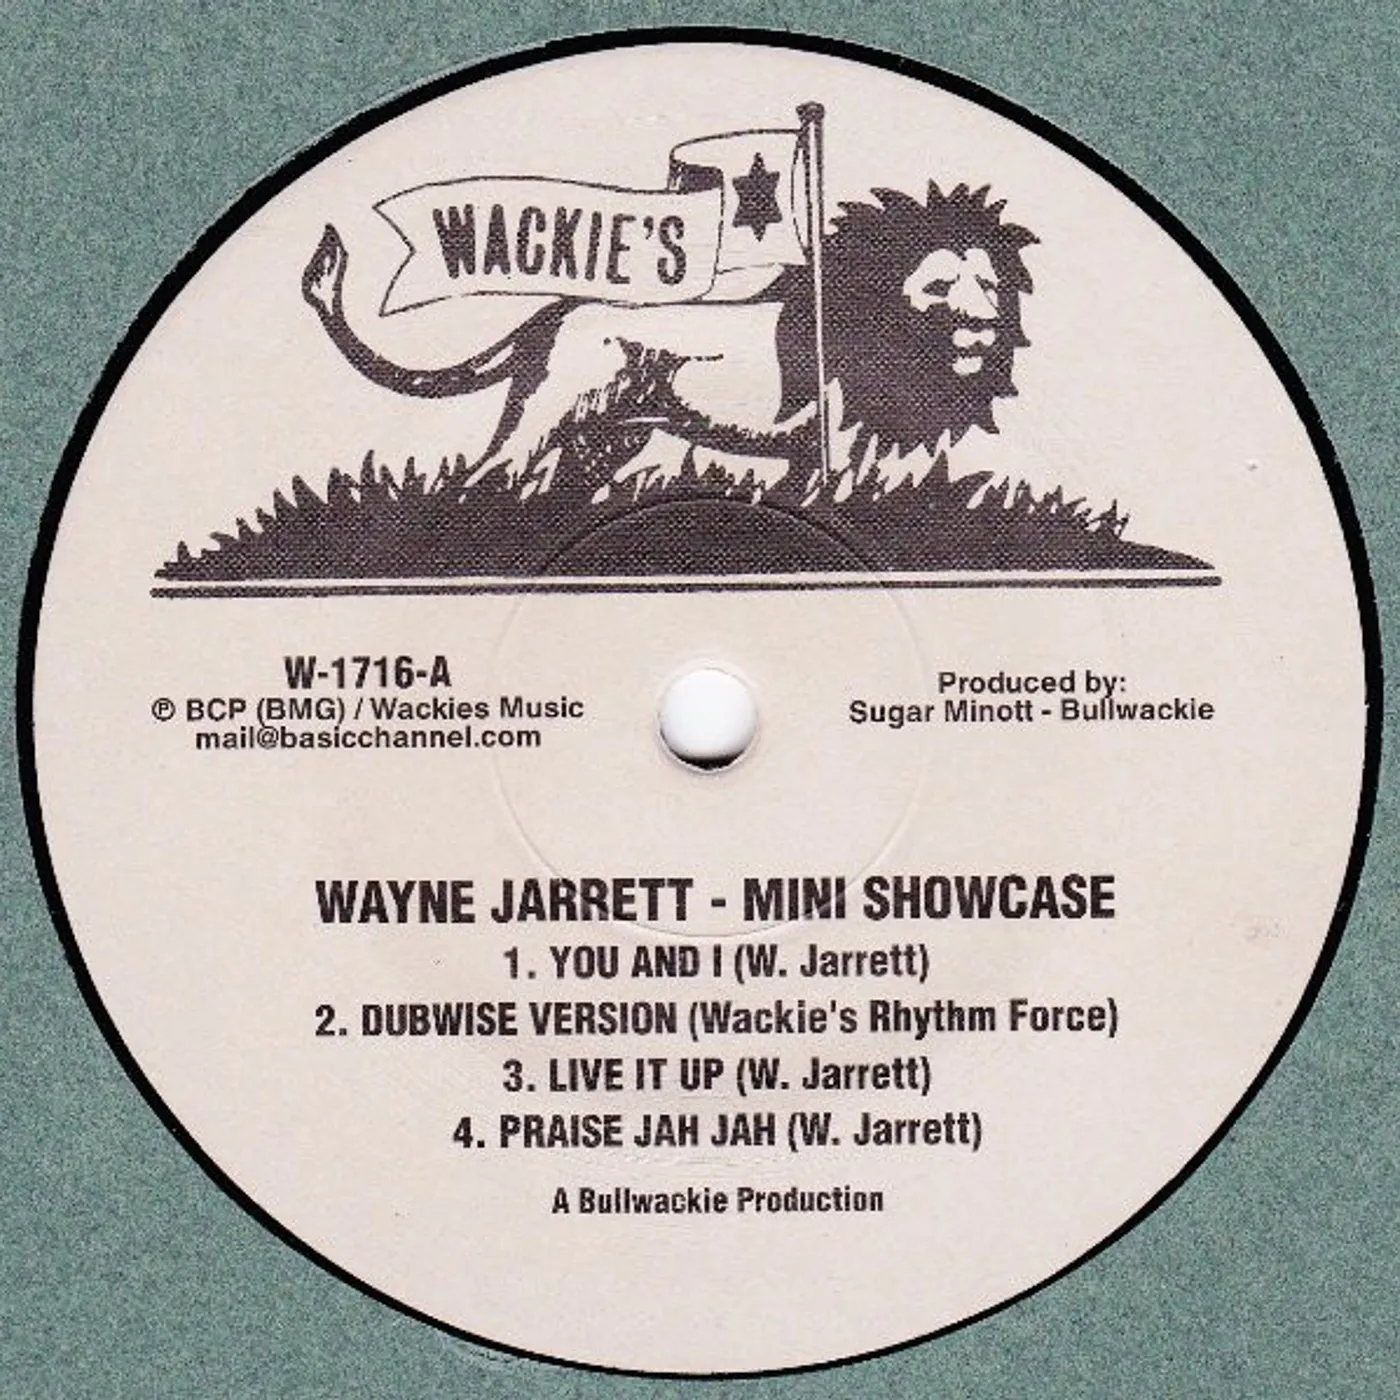 WACKIE'S
W-1716-A
℗ BCP (BMG) / Wackies Music
mail@basicchannel.com
Produced by:
Sugar Minott - Bullwackie
WAYNE JARRETT - MINI SHOWCASE
1. YOU AND I (W. Jarrett)
2. DUBWISE VERSION (Wackie's Rhythm Force)
3. LIVE IT UP (W. Jarrett)
4. PRAISE JAH JAH (W. Jarrett)
A Bullwackie Production